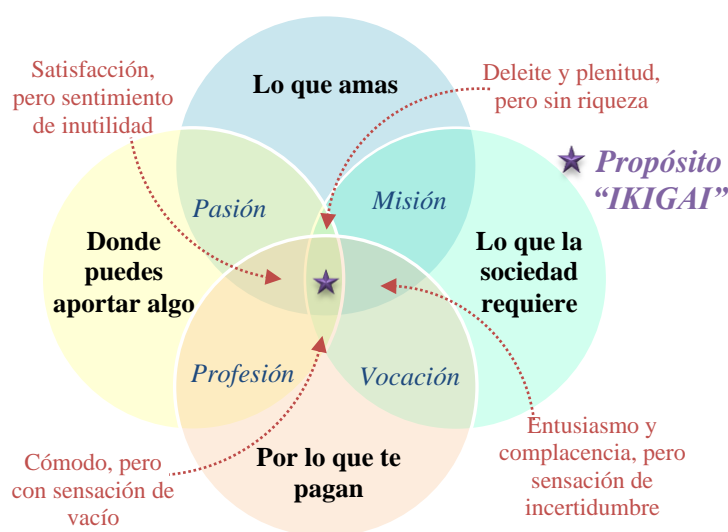 Satisfacción,
pero sentimiento
de inutilidad
Lo que amas
Deleite y plenitud,
pero sin riqueza
Propósito
“IKIGAI”
Pasión
Misión
Donde
puedes
aportar algo
Lo que la
sociedad
requiere
Profesión
Vocación
Cómodo, pero
con sensación de
vacío
Por lo que te
pagan
Entusiasmo y
complacencia, pero
sensación de
incertidumbre